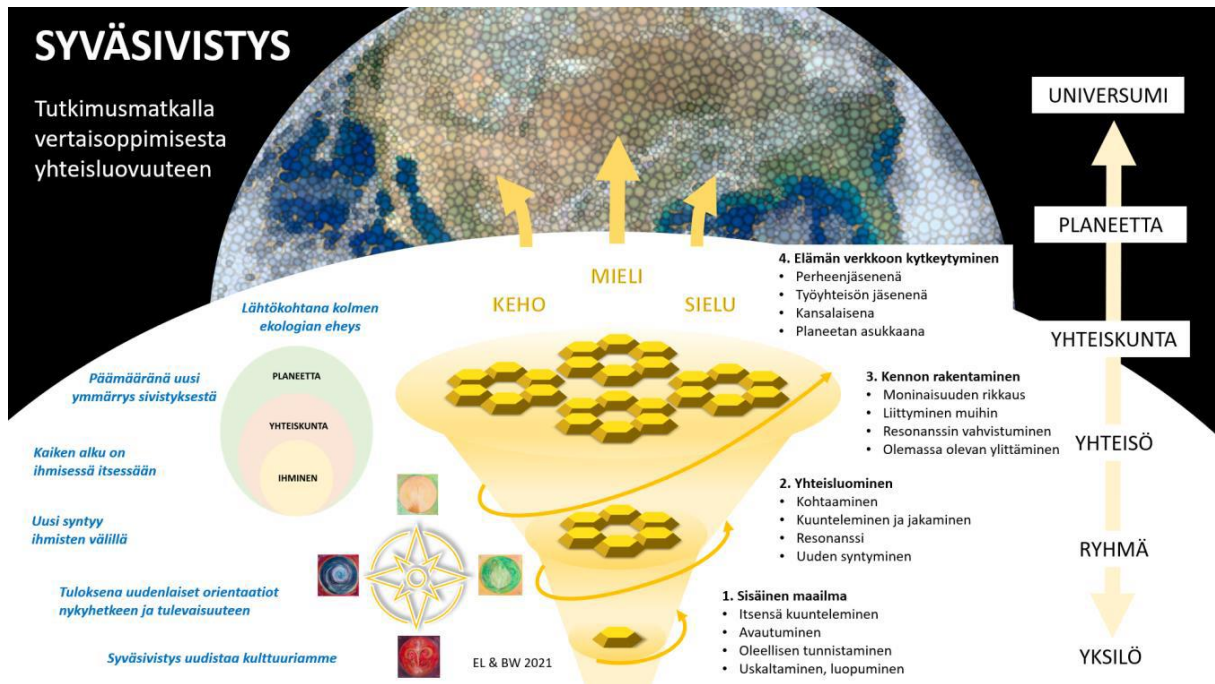 SYVÄSIVISTYS
Tutkimusmatkalla
vertaisoppimisesta
yhteisluovuuteen
Lähtökohtana kolmen
ekologian eheys
Päämääränä uusi
ymmärrys sivistyksestä
Kaiken alku on
ihmisessä itsessään
Uusi syntyy
ihmisten välillä
Tuloksena uudenlaiset orientaatiot
nykyhetkeen ja tulevaisuuteen
Syväsivistys uudistaa kulttuuriamme
PLANEETTA
YHTEISKUNTA
IHMINEN
KEHO
MIELI
SIELU
4. Elämän verkkoon kytkeytyminen
• Perheenjäsenenä
• Työyhteisön jäsenenä
• Kansalaisena
• Planeetan asukkaana
3. Kennon rakentaminen
• Moninaisuuden rikkaus
• Liittyminen muihin
• Resonanssin vahvistuminen
• Olemassa olevan ylittäminen
2. Yhteisluominen
• Kohtaaminen
• Kuunteleminen ja jakaminen
• Resonanssi
• Uuden syntyminen
1. Sisäinen maailma
• Itsensä kuunteleminen
• Avautuminen
• Oleellisen tunnistaminen
• Uskaltaminen, luopuminen
EL & BW 2021
UNIVERSUMI
PLANEETTA
YHTEISKUNTA
YHTEISÖ
RYHMÄ
YKSILÖ